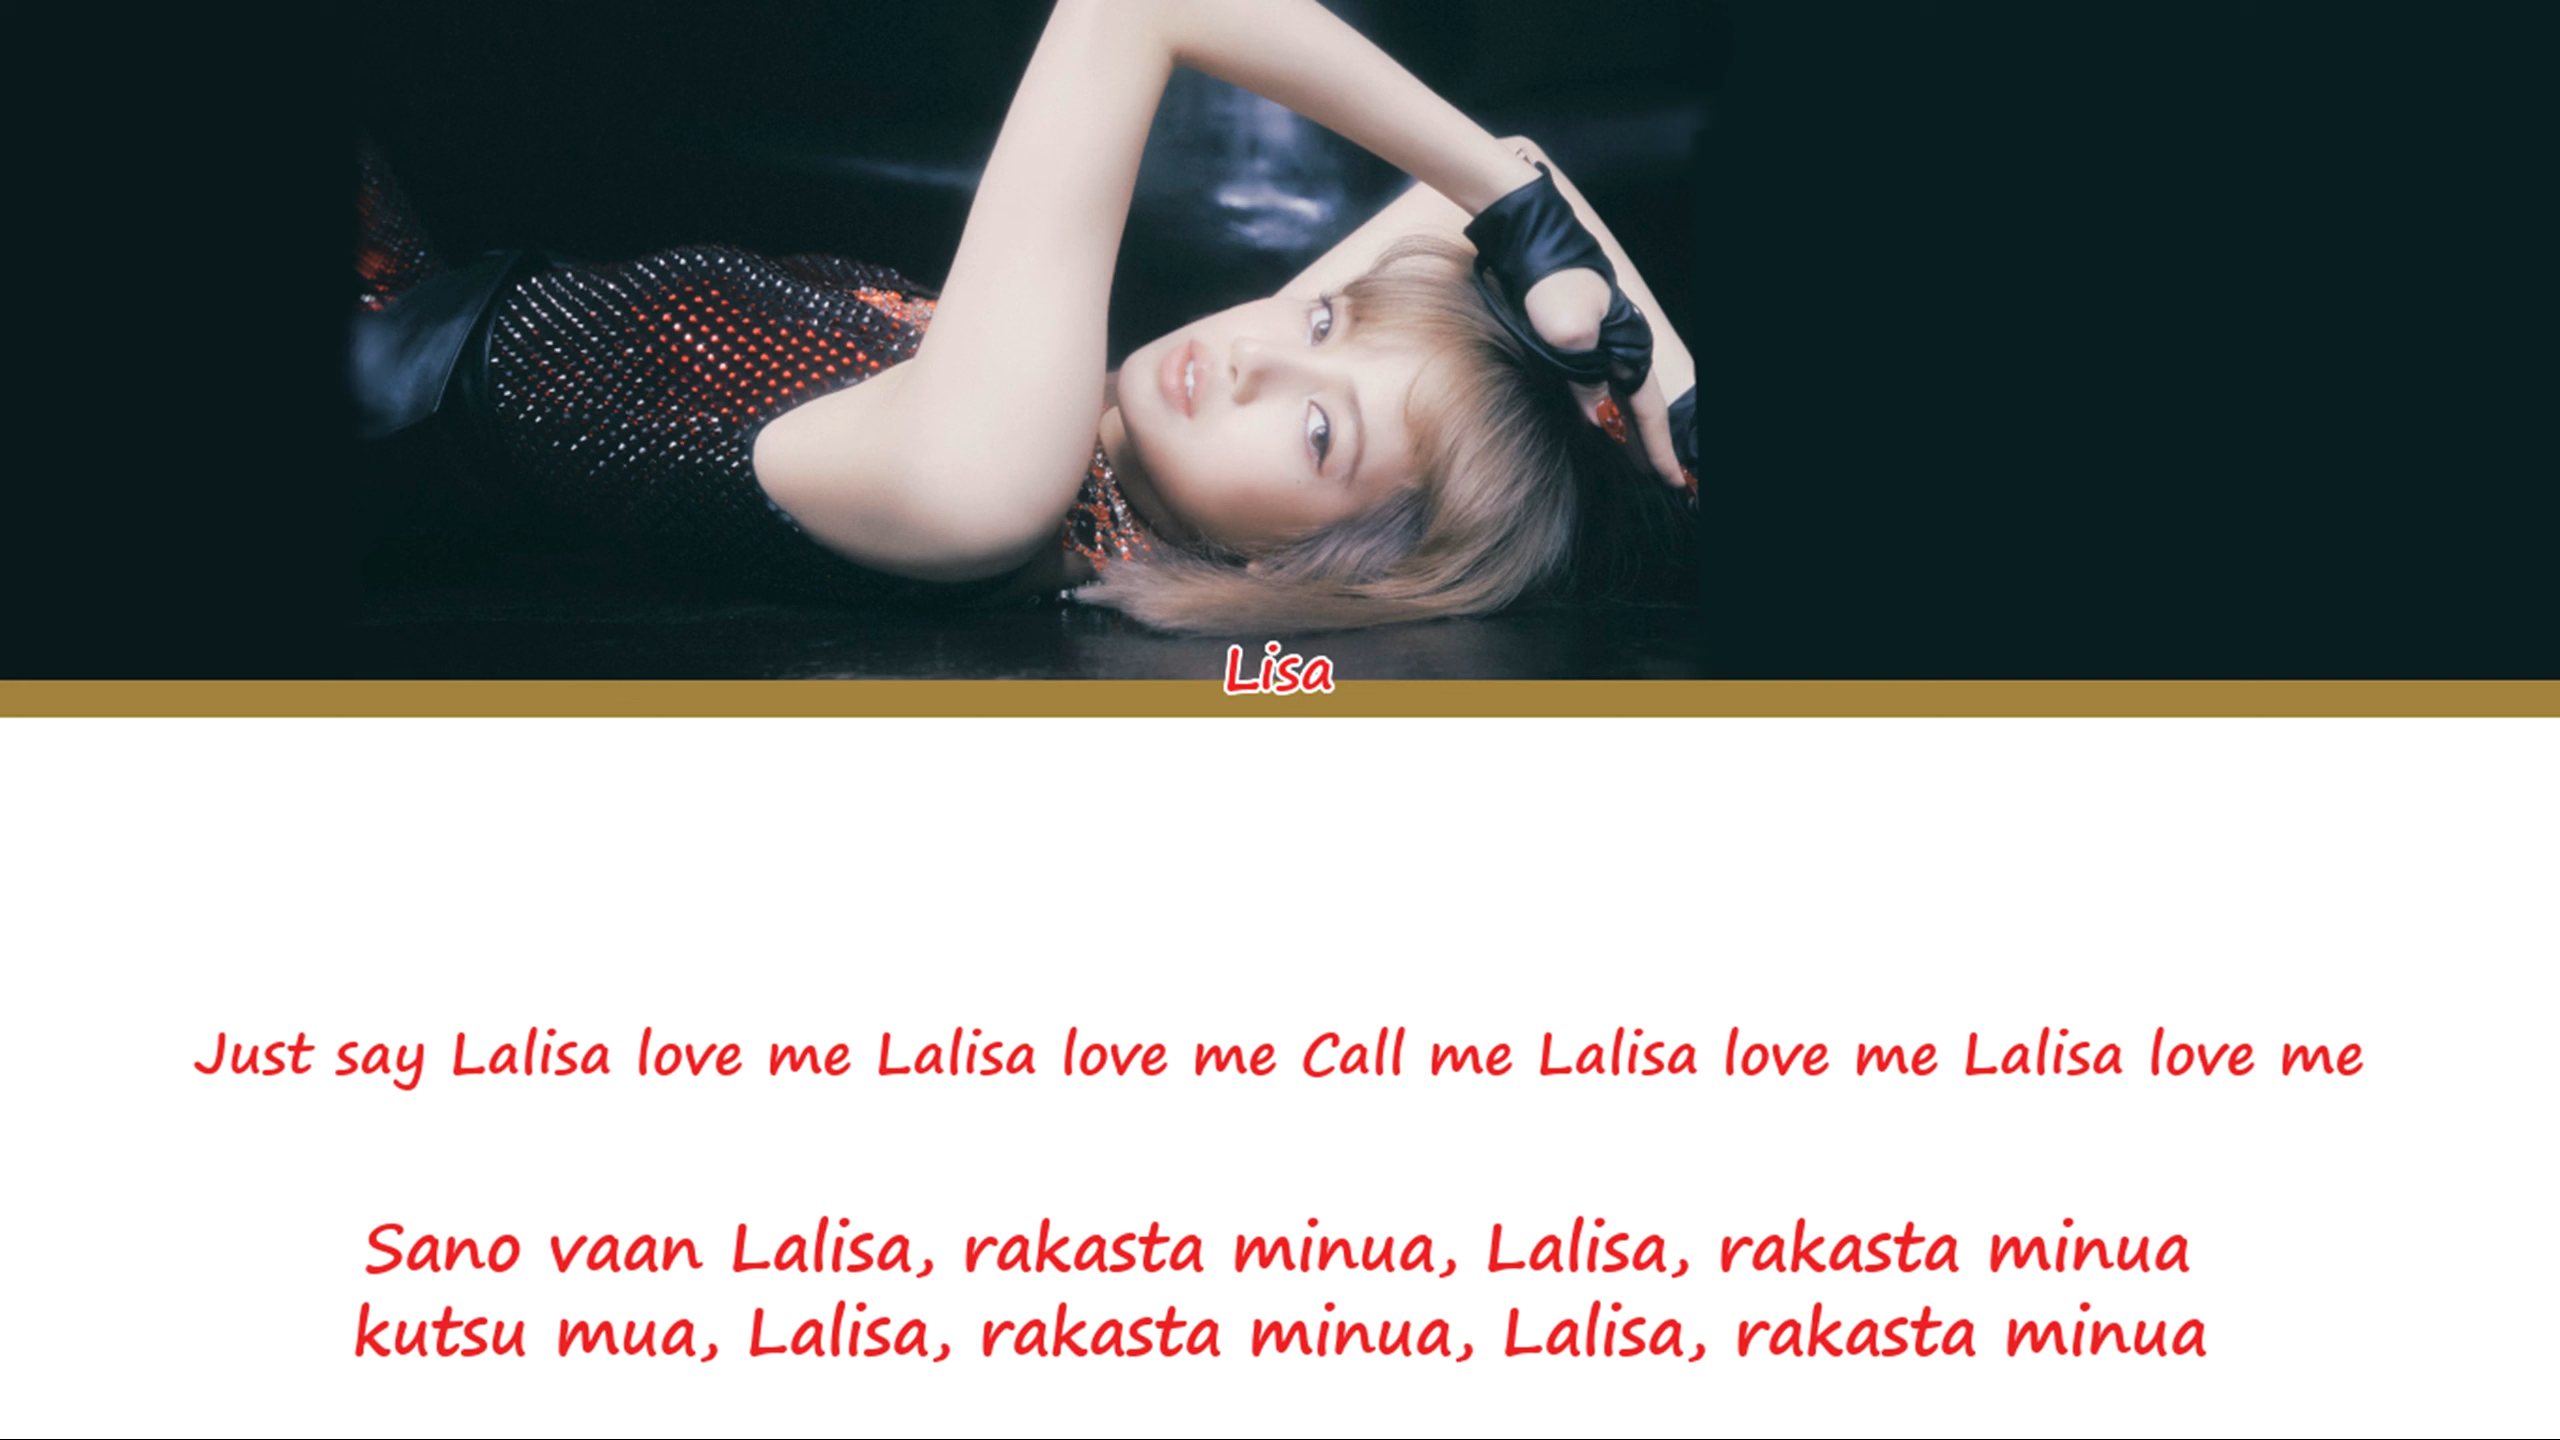 Lisa
Just say Lalisa love me Lalisa love me Call me Lalisa love me Lalisa love me
Sano vaan Lalisa, rakasta minua, Lalisa, rakasta minua
kutsu mua, Lalisa, rakasta minua, Lalisa, rakasta minua